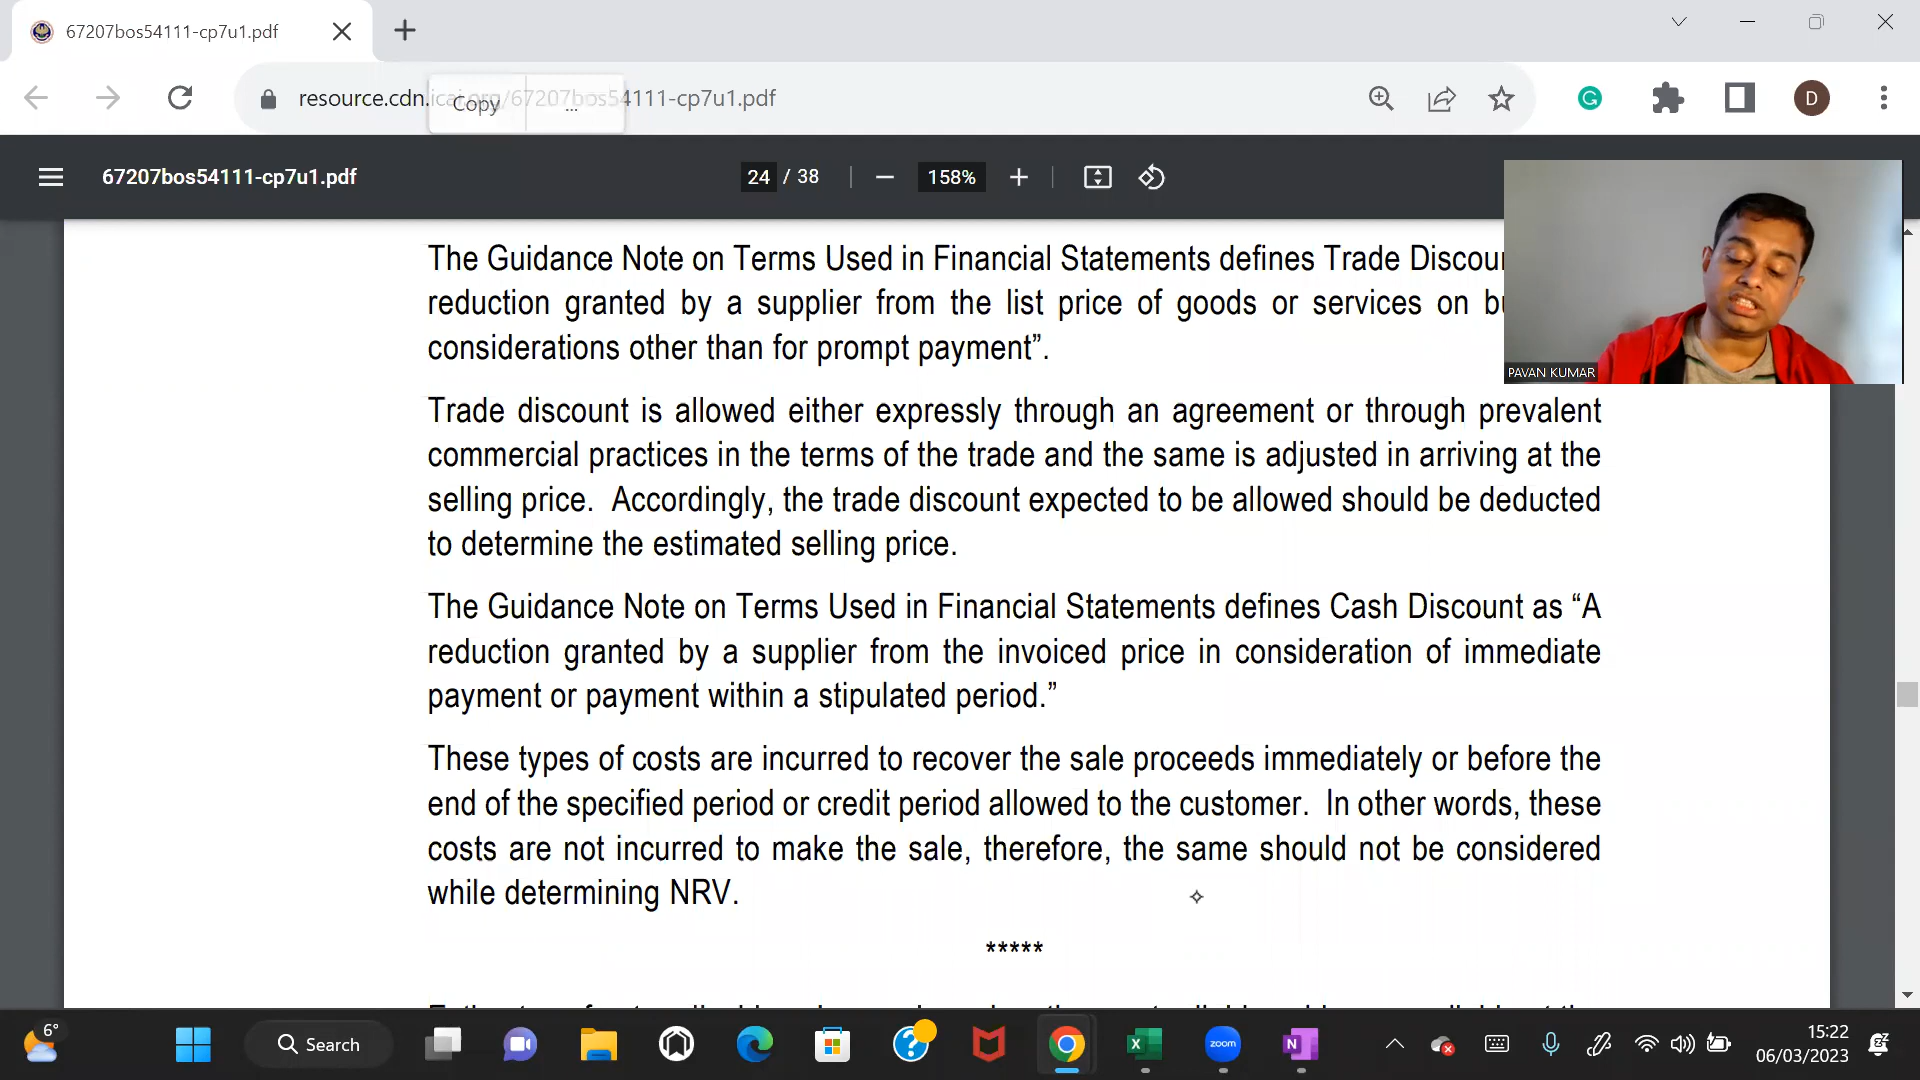 67207bos54111-cp7u1.pdf
resource.cdn.icai.org/67207bos54111-cp7u1.pdf
Copy ...
D
67207bos54111-cp7u1.pdf
24 / 38
158%
The Guidance Note on Terms Used in Financial Statements defines Trade
reduction granted by a supplier from the list price of goods or services on
considerations other than for prompt payment”.
PAVAN KUMAR
Trade discount is allowed either expressly through an agreement or through prevalent
commercial practices in the terms of the trade and the same is adjusted in arriving at the
selling price. Accordingly, the trade discount expected to be allowed should be deducted
to determine the estimated selling price.
The Guidance Note on Terms Used in Financial Statements defines Cash Discount as “A
reduction granted by a supplier from the invoiced price in consideration of immediate
payment or payment within a stipulated period.”
These types of costs are incurred to recover the sale proceeds immediately or before the
end of the specified period or credit period allowed to the customer. In other words, these
costs are not incurred to make the sale, therefore, the same should not be considered
while determining NRV.
*****
6°
Search
zoom
15:22
06/03/2023